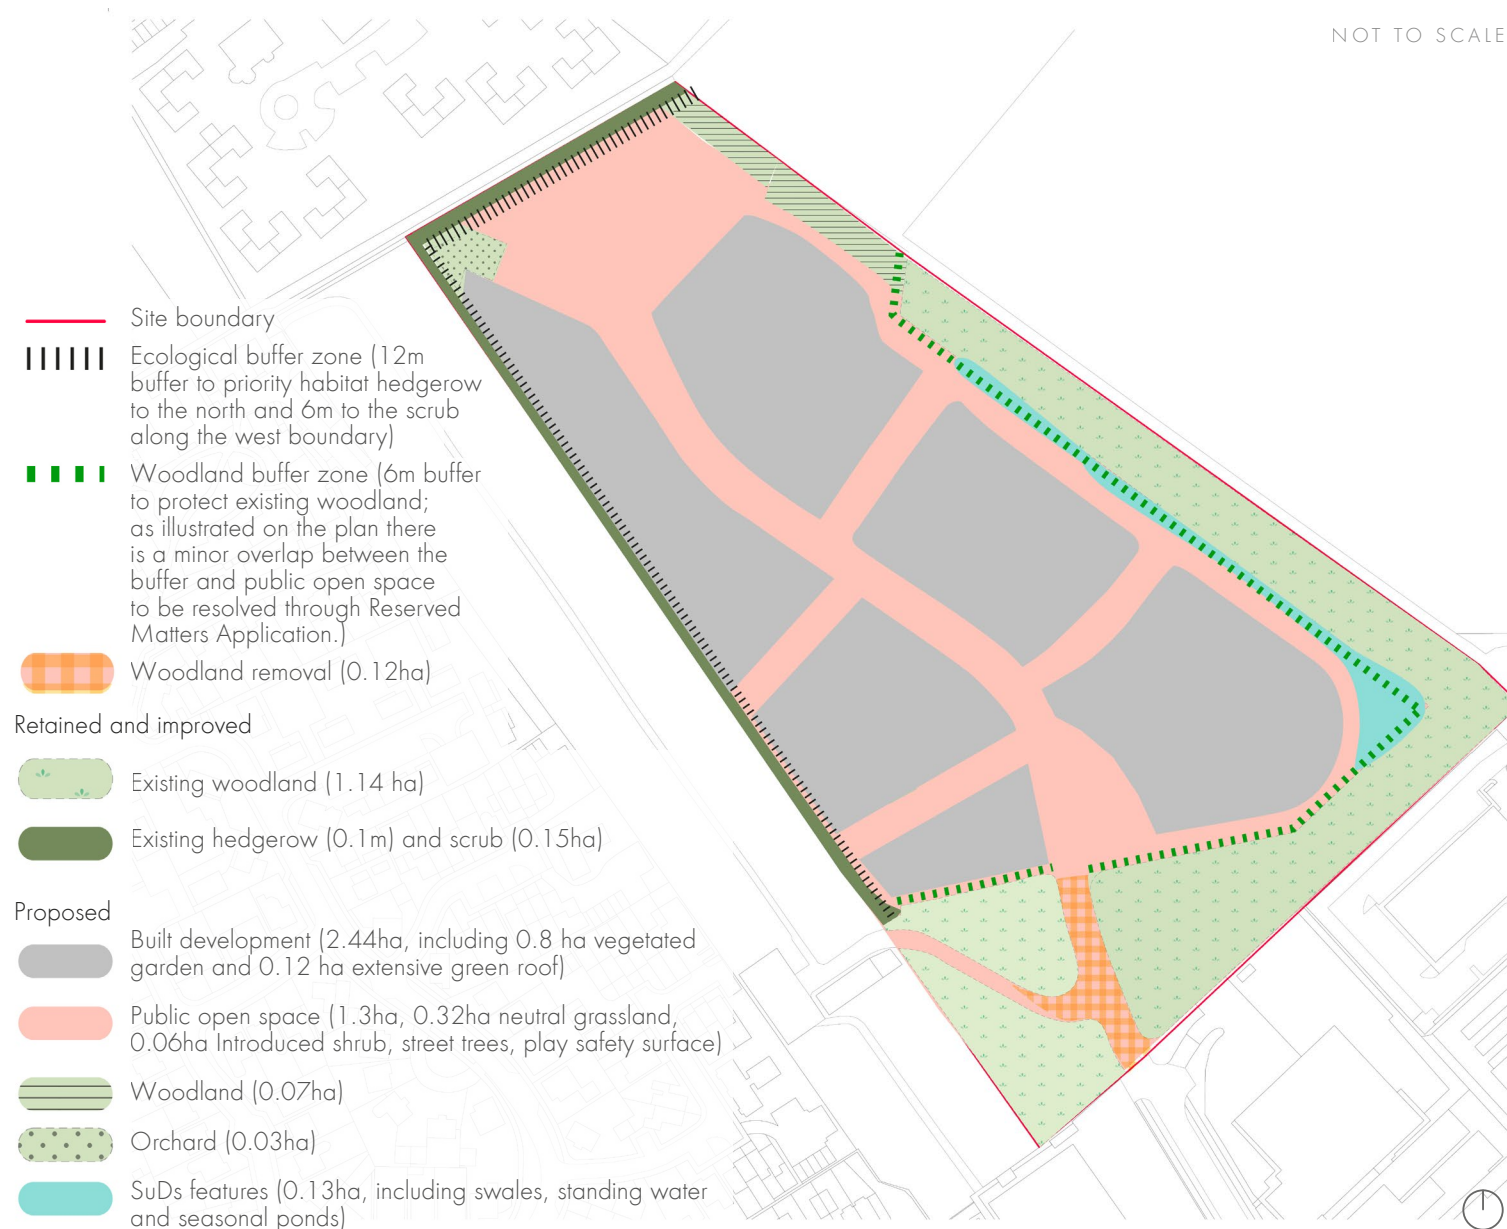 NOT TO SCALE
Site boundary
Ecological buffer zone (12m
buffer to priority habitat hedgerow
to the north and 6m to the scrub
along the west boundary)
Woodland buffer zone (6m buffer
to protect existing woodland;
as illustrated on the plan there
is a minor overlap between the
buffer and public open space
to be resolved through Reserved
Matters Application.)
Woodland removal (0.12ha)
Retained and improved
Existing woodland (1.14 ha)
Existing hedgerow (0.1m) and scrub (0.15ha)
Proposed
Built development (2.44ha, including 0.8 ha vegetated
garden and 0.12 ha extensive green roof)
Public open space (1.3ha, 0.32ha neutral grassland,
0.06ha Introduced shrub, street trees, play safety surface)
Woodland (0.07ha)
Orchard (0.03ha)
SuDs features (0.13ha, including swales, standing water
and seasonal ponds)